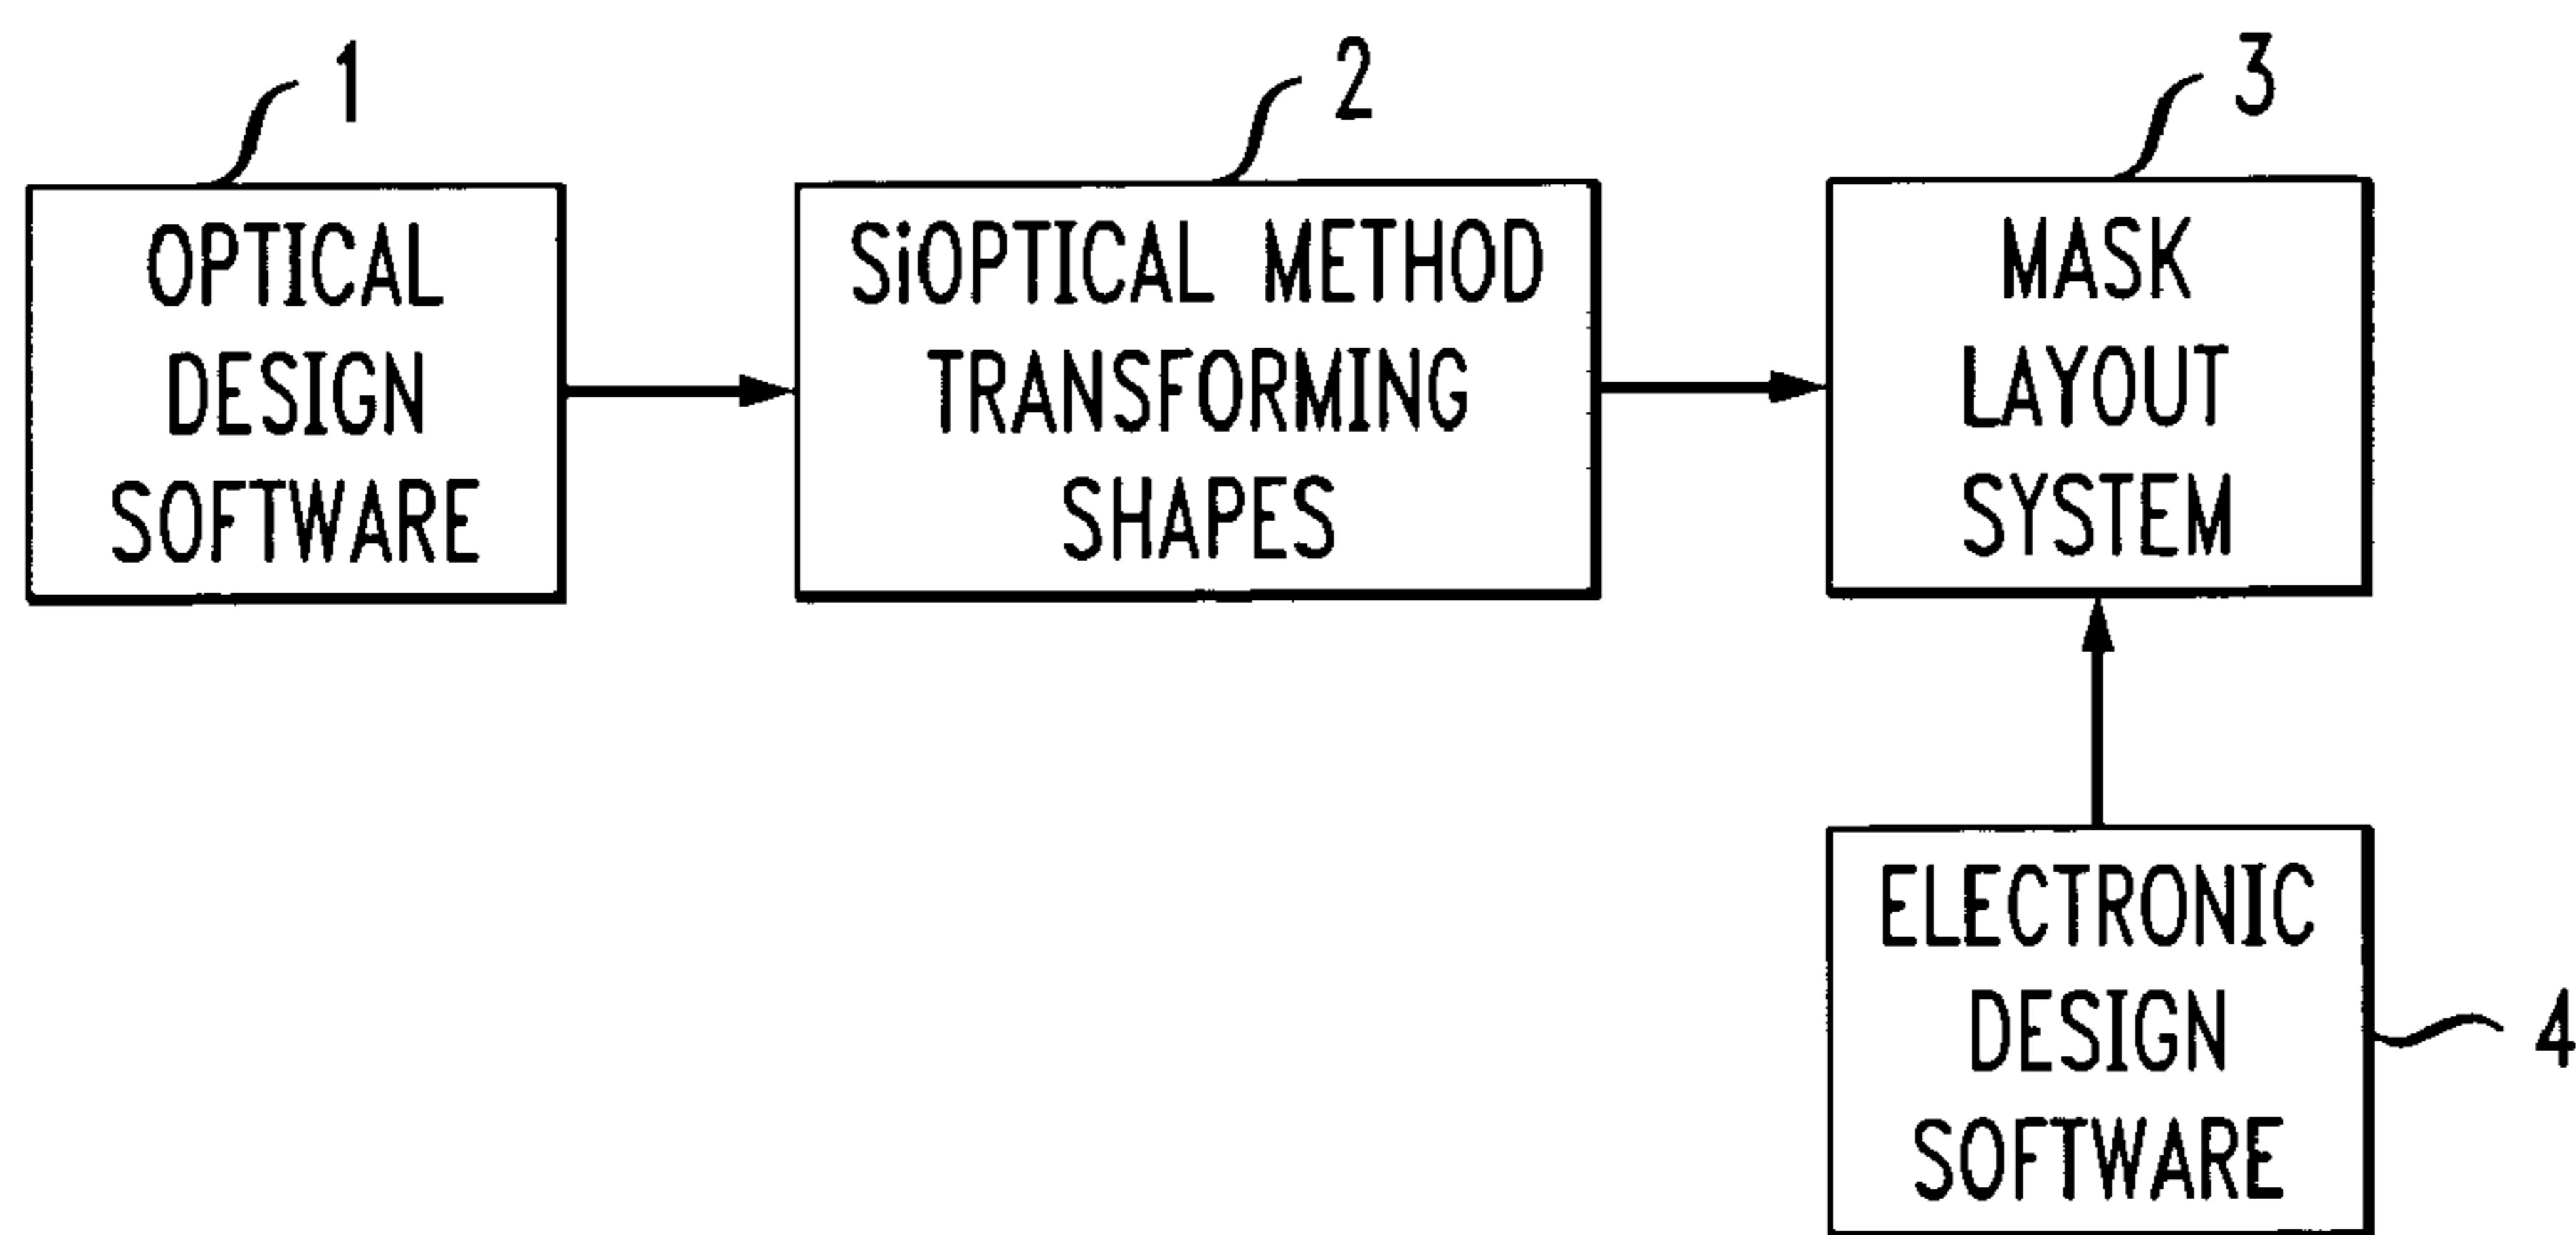 1
OPTICAL
DESIGN
SOFTWARE
2
SiOPTICAL METHOD
TRANSFORMING
SHAPES
3
MASK
LAYOUT
SYSTEM
ELECTRONIC
DESIGN
SOFTWARE
4